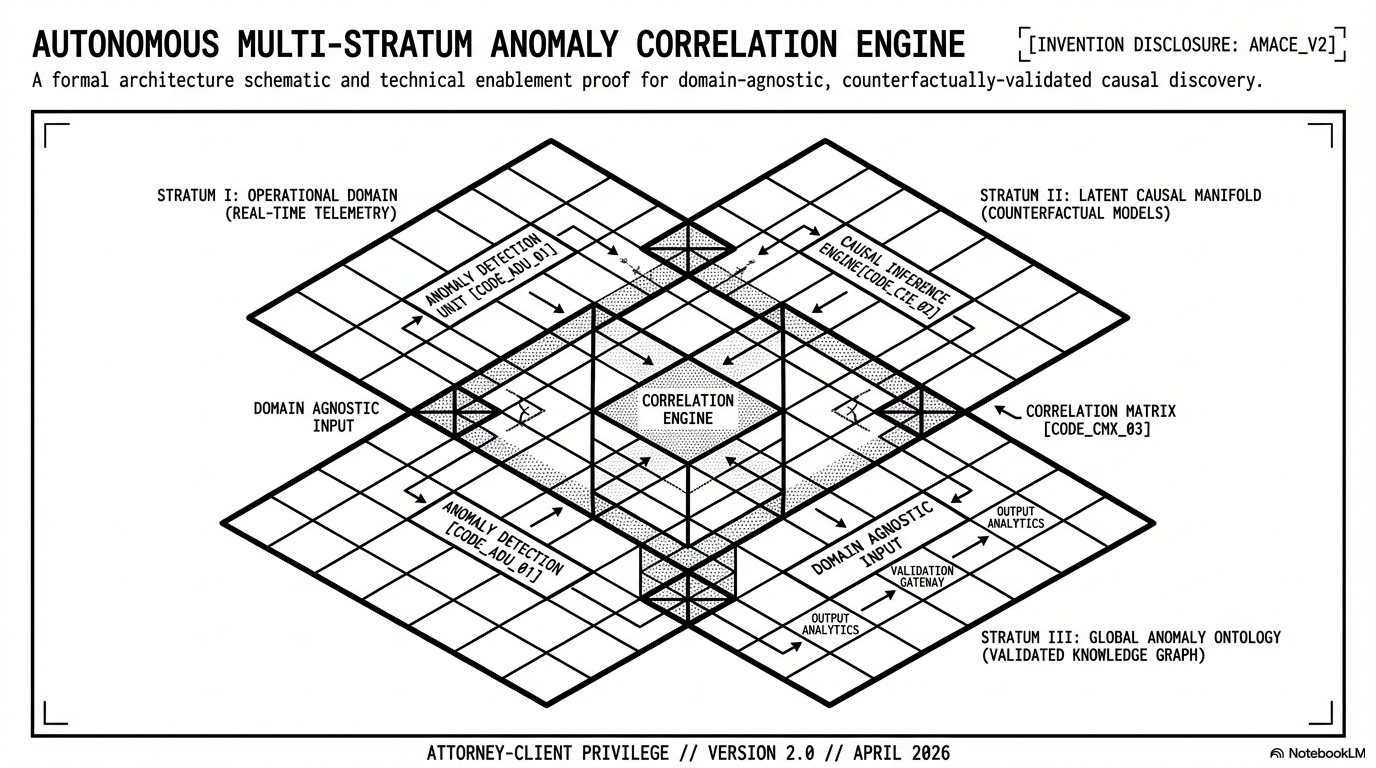 AUTONOMOUS MULTI-STRATUM ANOMALY CORRELATION ENGINE
[INVENTION DISCLOSURE: AMACE_V2]
A formal architecture schematic and technical enablement proof for domain-agnostic, counterfactually-validated causal discovery.
STRATUM I: OPERATIONAL DOMAIN
(REAL-TIME TELEMETRY)
STRATUM II: LATENT CAUSAL MANIFOLD
(COUNTERFACTUAL MODELS)
ANOMALY DETECTION
UNIT [CODE_ADU_01]
CAUSAL INFERENCE
ENGINE[CODE_CIE_02]
DOMAIN AGNOSTIC
INPUT
CORRELATION
ENGINE
CORRELATION MATRIX
[CODE_CMX_03]
ANOMALY DETECTION
[CODE_ADU_01]
DOMAIN AGNOSTIC
INPUT
OUTPUT
ANALYTICS
VALIDATION
GATENAY
OUTPUT
ANALYTICS
STRATUM III: GLOBAL ANOMALY ONTOLOGY
(VALIDATED KNOWLEDGE GRAPH)
ATTORNEY-CLIENT PRIVILEGE // VERSION 2.0 // APRIL 2026
NotebookLM